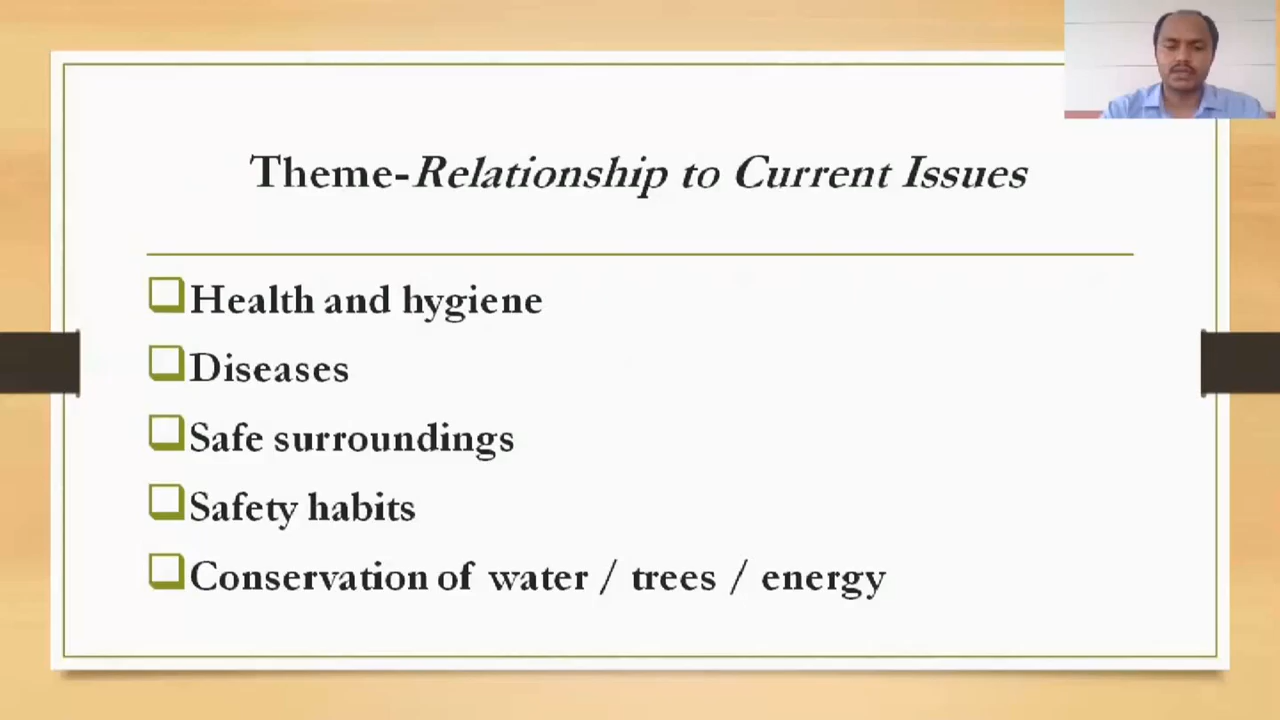 Theme-Relationship to Current Issues
Health and hygiene
Diseases
Safe surroundings
Safety habits
Conservation of water / trees / energy